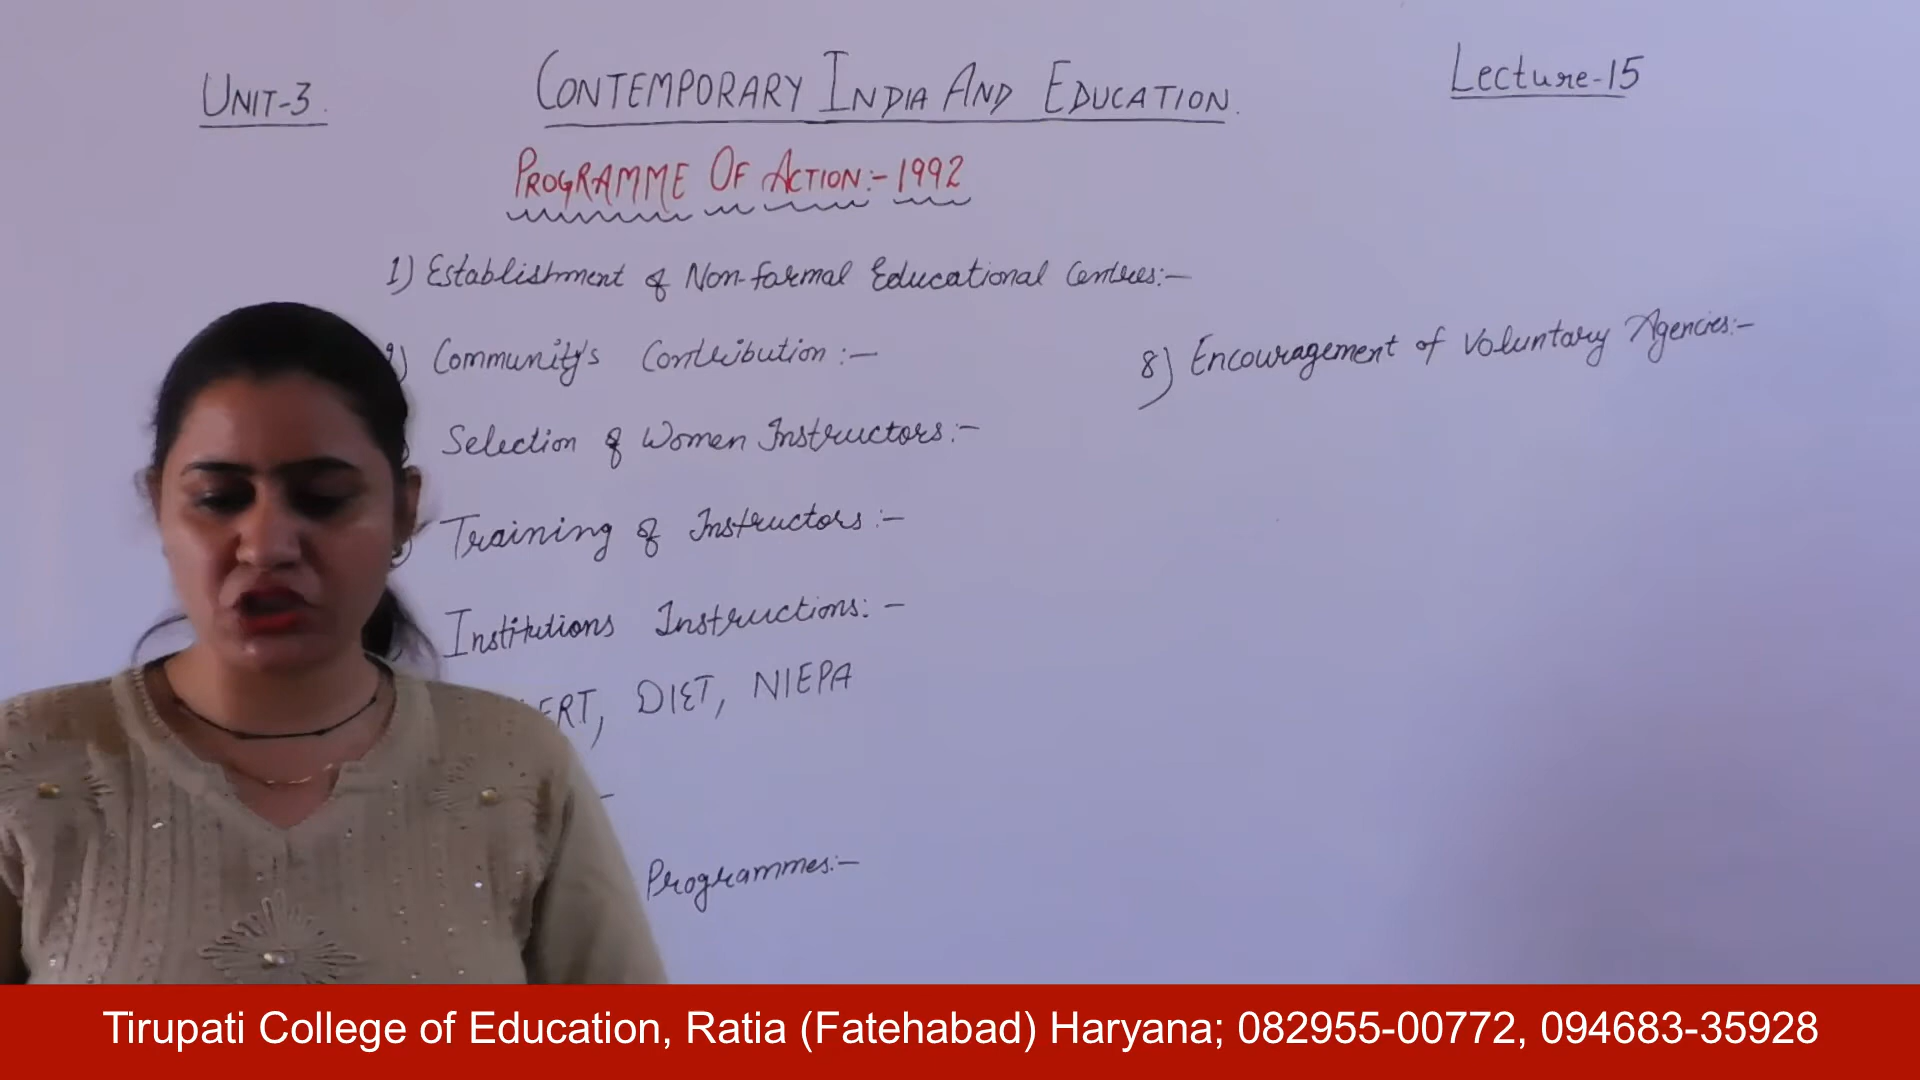 UNIT-3.
CONTEMPORARY INDIA AND EDUCATION.
Lecture-15
PROGRAMME OF ACTION:- 1992
1) Establishment of Non-formal Educational Centres:-
2) Community's Contribution :-
Selection of Women Instructors:-
Training of Instructors :-
Institutions Instructions: -
ERT, DIET, NIEPA
Programmes:-
8) Encouragement of Voluntary Agencies:-
Tirupati College of Education, Ratia (Fatehabad) Haryana; 082955-00772, 094683-35928